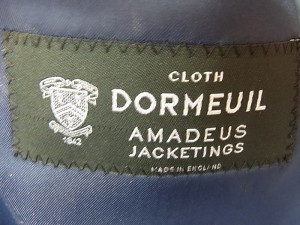 CLOTH
DORMEUIL
1842
AMADEUS
JACKETINGS
MADE IN ENGLAND